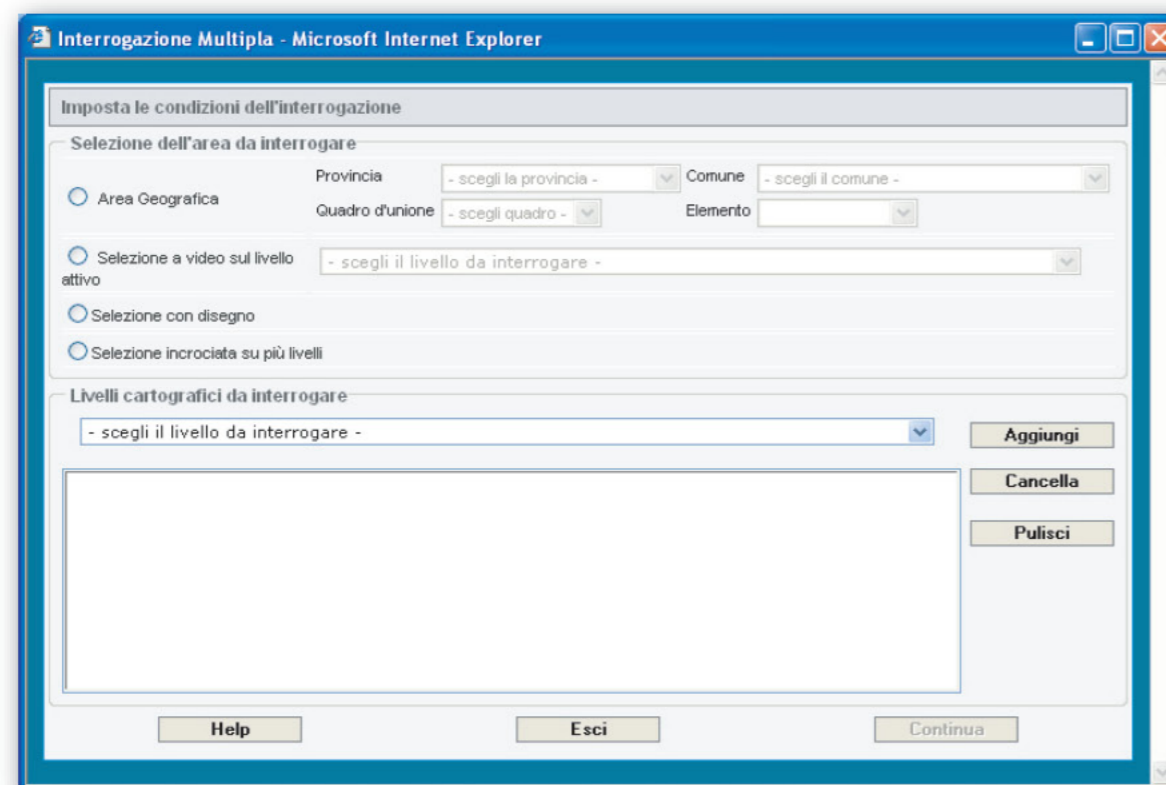 Interrogazione Multipla - Microsoft Internet Explorer
Imposta le condizioni dell'interrogazione
Selezione dell'area da interrogare
Area Geografica
Provincia - scegli la provincia - Comune - scegli il comune -
Quadro d'unione - scegli quadro - Elemento
Selezione a video sul livello
attivo
- scegli il livello da interrogare -
Selezione con disegno
Selezione incrociata su più livelli
Livelli cartografici da interrogare
- scegli il livello da interrogare -
Aggiungi
Cancella
Pulisci
Help Esci Continua